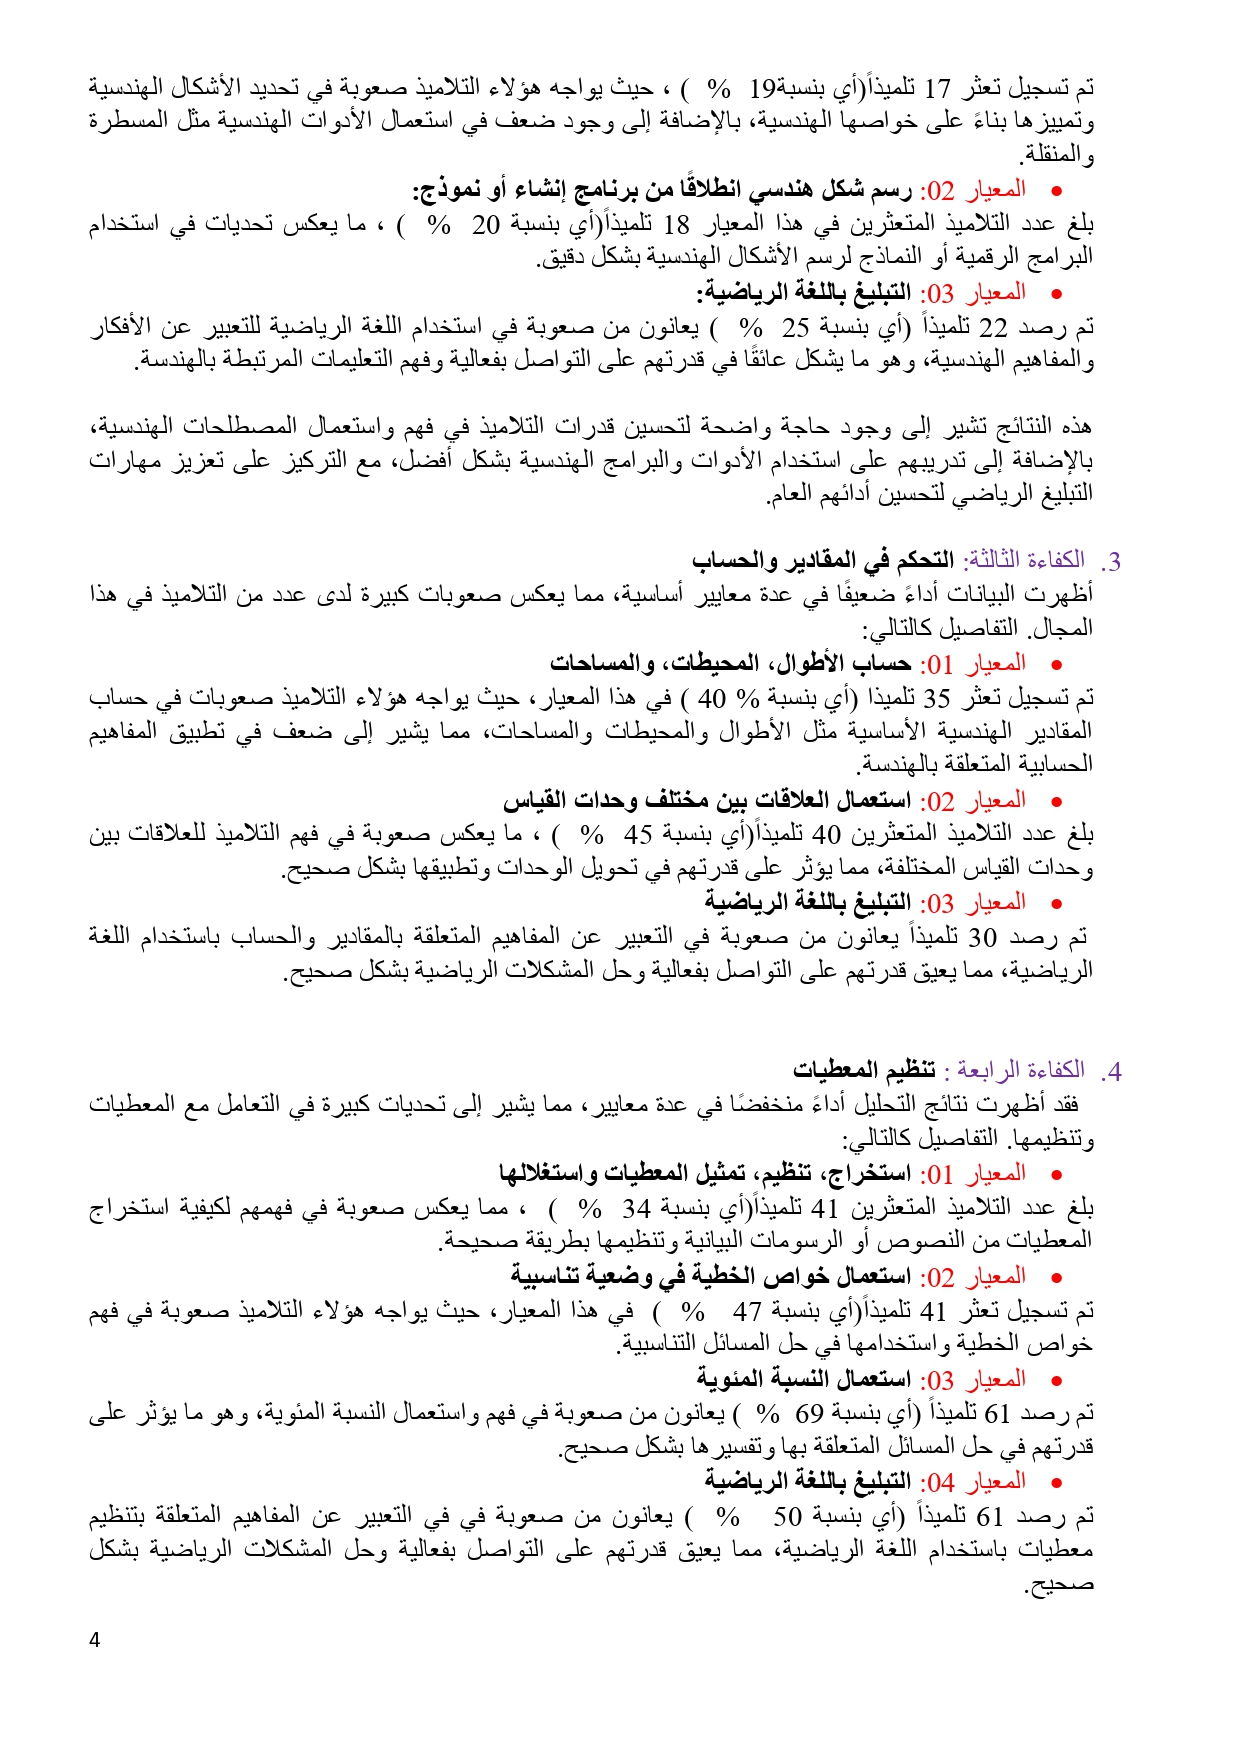 تم تسجيل تعثر 17 تلميذاً(أي بنسبة19 % ) ، حيث يواجه هؤلاء التلاميذ صعوبة في تحديد الأشكال الهندسية
وتمييزها بناءً على خواصها الهندسية، بالإضافة إلى وجود ضعف في استعمال الأدوات الهندسية مثل المسطرة
والمنقلة.
• المعيار 02: رسم شكل هندسي انطلاقًا من برنامج إنشاء أو نموذج:
بلغ عدد التلاميذ المتعثرين في هذا المعيار 18 تلميذاً(أي بنسبة 20 % ) ، ما يعكس تحديات في استخدام
البرامج الرقمية أو النماذج لرسم الأشكال الهندسية بشكل دقيق.
• المعيار 03: التبليغ باللغة الرياضية:
تم رصد 22 تلميذاً (أي بنسبة 25 % ) يعانون من صعوبة في استخدام اللغة الرياضية للتعبير عن الأفكار
والمفاهيم الهندسية، وهو ما يشكل عائقًا في قدرتهم على التواصل بفعالية وفهم التعليمات المرتبطة بالهندسة.
هذه النتائج تشير إلى وجود حاجة واضحة لتحسين قدرات التلاميذ في فهم واستعمال المصطلحات الهندسية،
بالإضافة إلى تدريبهم على استخدام الأدوات والبرامج الهندسية بشكل أفضل، مع التركيز على تعزيز مهارات
التبليغ الرياضي لتحسين أدائهم العام.
3. الكفاءة الثالثة: التحكم في المقادير والحساب
أظهرت البيانات أداءً ضعيفًا في عدة معايير أساسية، مما يعكس صعوبات كبيرة لدى عدد من التلاميذ في هذا
المجال. التفاصيل كالتالي:
• المعيار 01: حساب الأطوال، المحيطات، والمساحات
تم تسجيل تعثر 35 تلميذا (أي بنسبة % 40 ) في هذا المعيار، حيث يواجه هؤلاء التلاميذ صعوبات في حساب
المقادير الهندسية الأساسية مثل الأطوال والمحيطات والمساحات، مما يشير إلى ضعف في تطبيق المفاهيم
الحسابية المتعلقة بالهندسة.
• المعيار 02: استعمال العلاقات بين مختلف وحدات القياس
بلغ عدد التلاميذ المتعثرين 40 تلميذاً(أي بنسبة 45 % ) ، ما يعكس صعوبة في فهم التلاميذ للعلاقات بين
وحدات القياس المختلفة، مما يؤثر على قدرتهم في تحويل الوحدات وتطبيقها بشكل صحيح.
• المعيار 03: التبليغ باللغة الرياضية
تم رصد 30 تلميذاً يعانون من صعوبة في التعبير عن المفاهيم المتعلقة بالمقادير والحساب باستخدام اللغة
الرياضية، مما يعيق قدرتهم على التواصل بفعالية وحل المشكلات الرياضية بشكل صحيح.
4. الكفاءة الرابعة : تنظيم المعطيات
فقد أظهرت نتائج التحليل أداءً منخفضًا في عدة معايير، مما يشير إلى تحديات كبيرة في التعامل مع المعطيات
وتنظيمها. التفاصيل كالتالي:
• المعيار 01: استخراج، تنظيم، تمثيل المعطيات واستغلالها
بلغ عدد التلاميذ المتعثرين 41 تلميذاً(أي بنسبة 34 % ) ، مما يعكس صعوبة في فهمهم لكيفية استخراج
المعطيات من النصوص أو الرسومات البيانية وتنظيمها بطريقة صحيحة.
• المعيار 02: استعمال خواص الخطية في وضعية تناسبية
تم تسجيل تعثر 41 تلميذاً(أي بنسبة 47 % ) في هذا المعيار، حيث يواجه هؤلاء التلاميذ صعوبة في فهم
خواص الخطية واستخدامها في حل المسائل التناسبية.
• المعيار 03: استعمال النسبة المئوية
تم رصد 61 تلميذاً (أي بنسبة 69 % ) يعانون من صعوبة في فهم واستعمال النسبة المئوية، وهو ما يؤثر على
قدرتهم في حل المسائل المتعلقة بها وتفسيرها بشكل صحيح.
• المعيار 04: التبليغ باللغة الرياضية
تم رصد 61 تلميذاً (أي بنسبة 50 % ) يعانون من صعوبة في في التعبير عن المفاهيم المتعلقة بتنظيم
معطيات باستخدام اللغة الرياضية، مما يعيق قدرتهم على التواصل بفعالية وحل المشكلات الرياضية بشكل
صحيح.
4